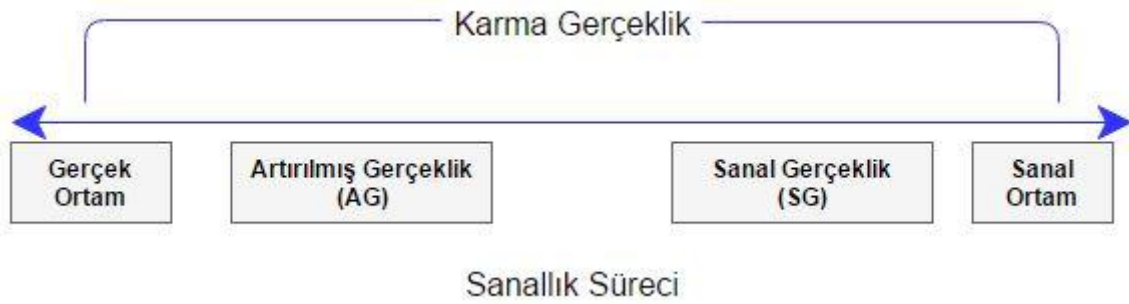 Karma Gerçeklik
Gerçek
Ortam
Artırılmış Gerçeklik
(AG)
Sanal Gerçeklik
(SG)
Sanal
Ortam
Sanallık Süreci